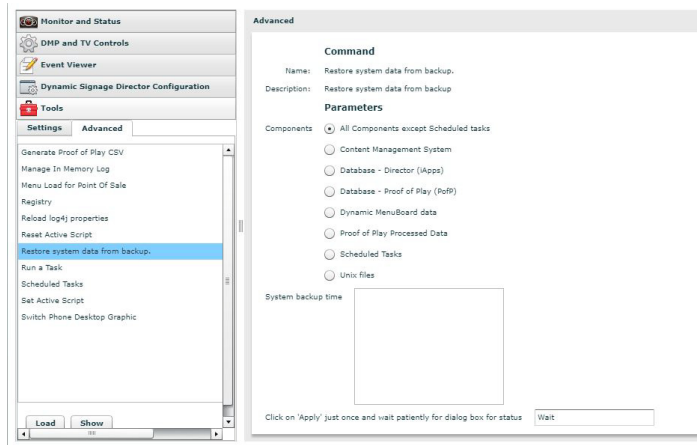 Monitor and Status
DMP and TV Controls
Event Viewer
Dynamic Signage Director Configuration
Tools
Settings
Advanced
Generate Proof of Play CSV
Manage In Memory Log
Menu Load for Point Of Sale
Registry
Reload log4j properties
Reset Active Script
Restore system data from backup.
Run a Task
Scheduled Tasks
Set Active Script
Switch Phone Desktop Graphic
Load
Show
Advanced
Command
Name: Restore system data from backup.
Description: Restore system data from backup
Parameters
Components
All Components except Scheduled tasks
Content Management System
Database - Director (iApps)
Database - Proof of Play (PofP)
Dynamic MenuBoard data
Proof of Play Processed Data
Scheduled Tasks
Unix files
System backup time
Click on 'Apply' just once and wait patiently for dialog box for status
Wait